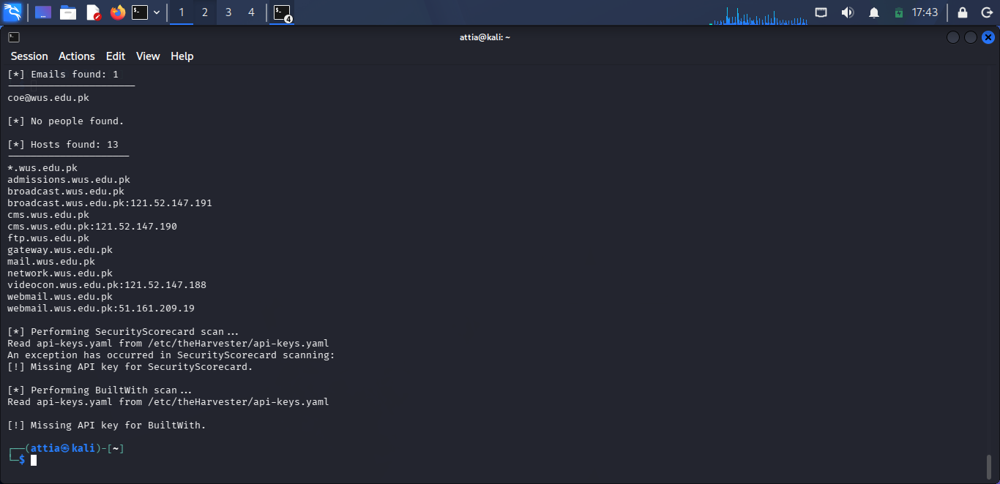 1 2 3 4 4 17:43
attia@kali: ~
Session Actions Edit View Help
[*] Emails found: 1
----------------------
coe@wus.edu.pk
[*] No people found.
[*] Hosts found: 13
---------------------
*.wus.edu.pk
admissions.wus.edu.pk
broadcast.wus.edu.pk
broadcast.wus.edu.pk:121.52.147.191
cms.wus.edu.pk
cms.wus.edu.pk:121.52.147.190
ftp.wus.edu.pk
gateway.wus.edu.pk
mail.wus.edu.pk
network.wus.edu.pk
videocon.wus.edu.pk:121.52.147.188
webmail.wus.edu.pk
webmail.wus.edu.pk:51.161.209.19
[*] Performing SecurityScorecard scan...
Read api-keys.yaml from /etc/theHarvester/api-keys.yaml
An exception has occurred in SecurityScorecard scanning:
[!] Missing API key for SecurityScorecard.
[*] Performing BuiltWith scan...
Read api-keys.yaml from /etc/theHarvester/api-keys.yaml
[!] Missing API key for BuiltWith.
┌──(attia㉿kali)-[~]
└─$